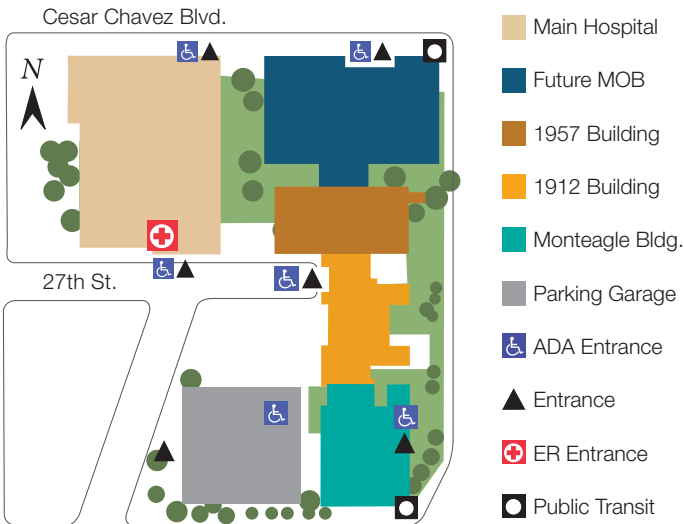 Cesar Chavez Blvd.
N
27th St.
Main Hospital
Future MOB
1957 Building
1912 Building
Monteagle Bldg.
Parking Garage
ADA Entrance
Entrance
ER Entrance
Public Transit